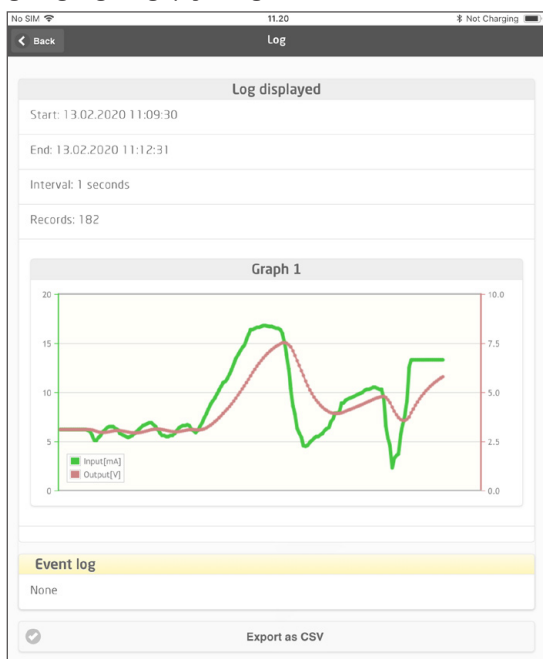 No SIM 11.20 Not Charging
Back Log
Log displayed
Start: 13.02.2020 11:09:30
End: 13.02.2020 11:12:31
Interval: 1 seconds
Records: 182
Graph 1
20 10.0
15 7.5
10 5.0
5 2.5
Input[mA]
Output[V]
0 0.0
Event log
None
Export as CSV